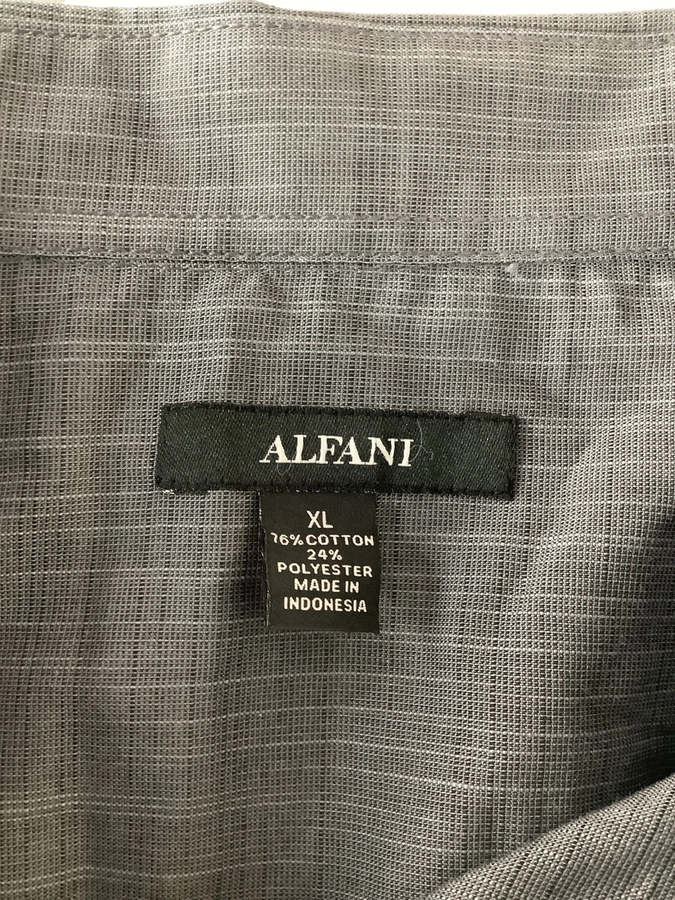 ALFANI
XL
76% COTTON
24%
POLYESTER
MADE IN
INDONESIA